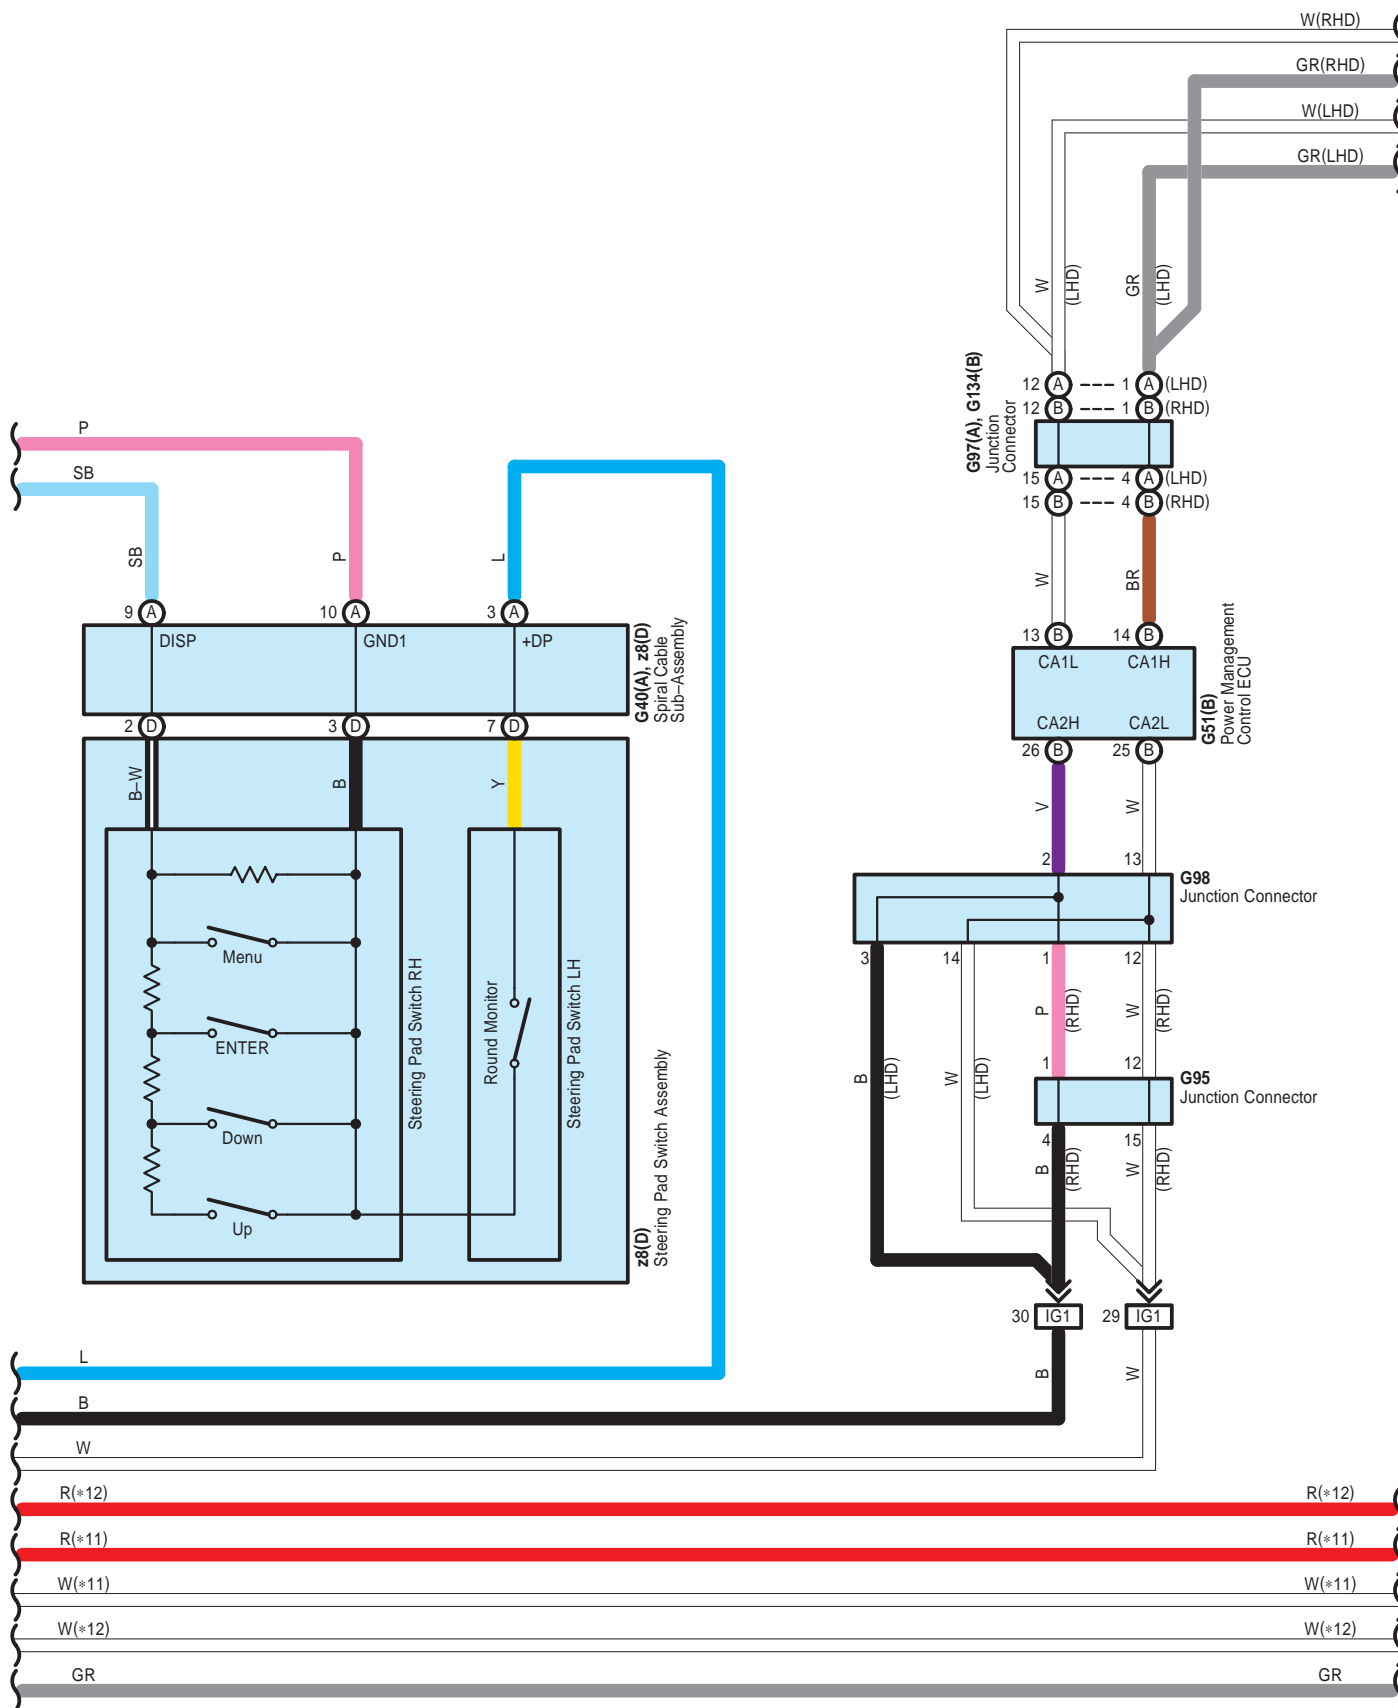 W(RHD)
GR(RHD)
W(LHD)
GR(LHD)
W
(LHD)
GR
(LHD)
12 A 1 A (LHD)
12 B 1 B (RHD)
G97(A), G134(B)
Junction
Connector
15 A 4 A (LHD)
15 B 4 B (RHD)
W
BR
P
SB
SB
P
L
9 A
10 A
3 A
DISP
GND1
+DP
G40(A), z8(D)
Spiral Cable
Sub–Assembly
2 D
3 D
7 D
B–W
B
Y
Menu
ENTER
Down
Up
Steering Pad Switch RH
Round Monitor
Steering Pad Switch LH
z8(D)
Steering Pad Switch Assembly
13 B
14 B
CA1L
CA1H
CA2H
CA2L
G51(B)
Power Management
Control ECU
26 B
25 B
V
W
2
13
G98
Junction Connector
3
14
1
12
B
(LHD)
W
(LHD)
P
(RHD)
W
(RHD)
1
12
G95
Junction Connector
4
15
B
(RHD)
W
(RHD)
30 IG1
29 IG1
B
W
L
B
W
R(*12)
R(*12)
R(*11)
R(*11)
W(*11)
W(*11)
W(*12)
W(*12)
GR
GR